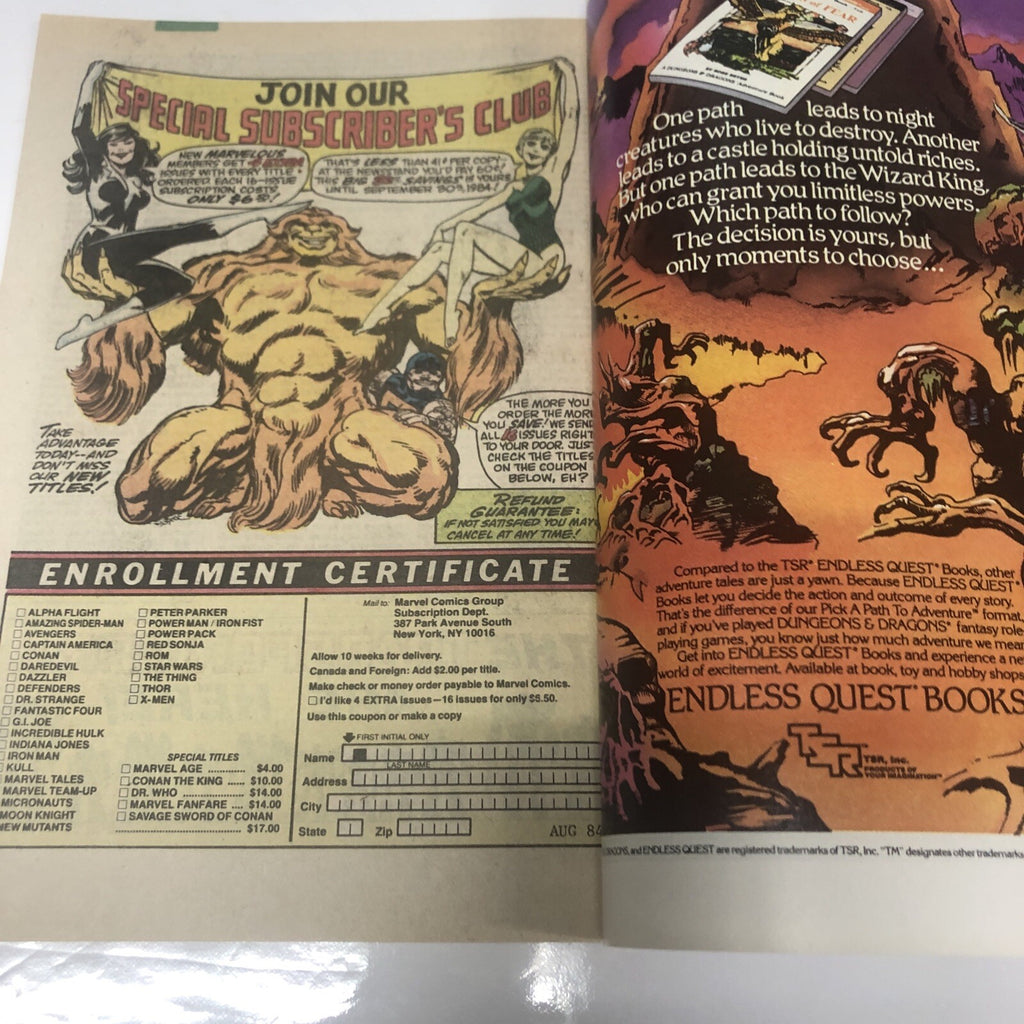 JOIN OUR
SPECIAL SUBSCRIBER'S CLUB
NEW MARVELOUS
MEMBERS GET 4 EXTRA
ISSUES WITH EVERY TITLE
ORDERED. EACH 16-ISSUE
SUBSCRIPTION COSTS
ONLY
THAT'S LESS THAN 41¢ PER COPY.
AT THE NEWSSTAND YOU'D PAY 60¢!
THIS BIG SAVINGS IS YOURS
UNTIL SEPTEMBER 30TH, 1984!
THE MORE YOU
ORDER THE MORE
YOU SAVE! WE SEND
ALL ISSUES RIGHT
TO YOUR DOOR. JUST
CHECK THE TITLES
ON THE COUPON
BELOW, EH?
TAKE
ADVANTAGE
TODAY--AND
DON'T MISS
OUR NEW
TITLES!
REFUND
GUARANTEE:
IF NOT SATISFIED YOU MAY
CANCEL AT ANY TIME!
ENROLLMENT CERTIFICATE
ALPHA FLIGHT
AMAZING SPIDER-MAN
AVENGERS
CAPTAIN AMERICA
CONAN
DAREDEVIL
DAZZLER
DEFENDERS
DR. STRANGE
FANTASTIC FOUR
G.I. JOE
INCREDIBLE HULK
INDIANA JONES
IRON MAN
KULL
MARVEL TALES
MARVEL TEAM-UP
MICRONAUTS
MOON KNIGHT
NEW MUTANTS
PETER PARKER
POWER MAN / IRON FIST
POWER PACK
RED SONJA
ROM
STAR WARS
THE THING
THOR
X-MEN
SPECIAL TITLES
MARVEL AGE ............ $4.00
CONAN THE KING ...... $10.00
DR. WHO .................. $14.00
MARVEL FANFARE .... $14.00
SAVAGE SWORD OF CONAN
.................................. $17.00
Mail to: Marvel Comics Group
Subscription Dept.
387 Park Avenue South
New York, NY 10016
Allow 10 weeks for delivery.
Canada and Foreign: Add $2.00 per title.
Make check or money order payable to Marvel Comics.
I'd like 4 EXTRA issues—16 issues for only $6.50.
Use this coupon or make a copy
FIRST INITIAL ONLY
Name
LAST NAME
Address
City
State Zip
AUG 84
of FEAR
A DUNGEONS & DRAGONS Adventure Book
One path leads to night
creatures who live to destroy. Another
leads to a castle holding untold riches.
But one path leads to the Wizard King,
who can grant you limitless powers.
Which path to follow?
The decision is yours, but
only moments to choose...
Compared to the TSR® ENDLESS QUEST® Books, other
adventure tales are just a yawn. Because ENDLESS QUEST®
Books let you decide the action and outcome of every story.
That's the difference of our Pick A Path To Adventure™ format,
and if you've played DUNGEONS & DRAGONS® fantasy role
playing games, you know just how much adventure we mean
Get into ENDLESS QUEST® Books and experience a new
world of excitement. Available at book, toy and hobby shops
ENDLESS QUEST® BOOKS
TSR
TSR, Inc.
PRODUCTS OF
YOUR IMAGINATION™
and ENDLESS QUEST are registered trademarks of TSR, Inc. "TM" designates other trademarks